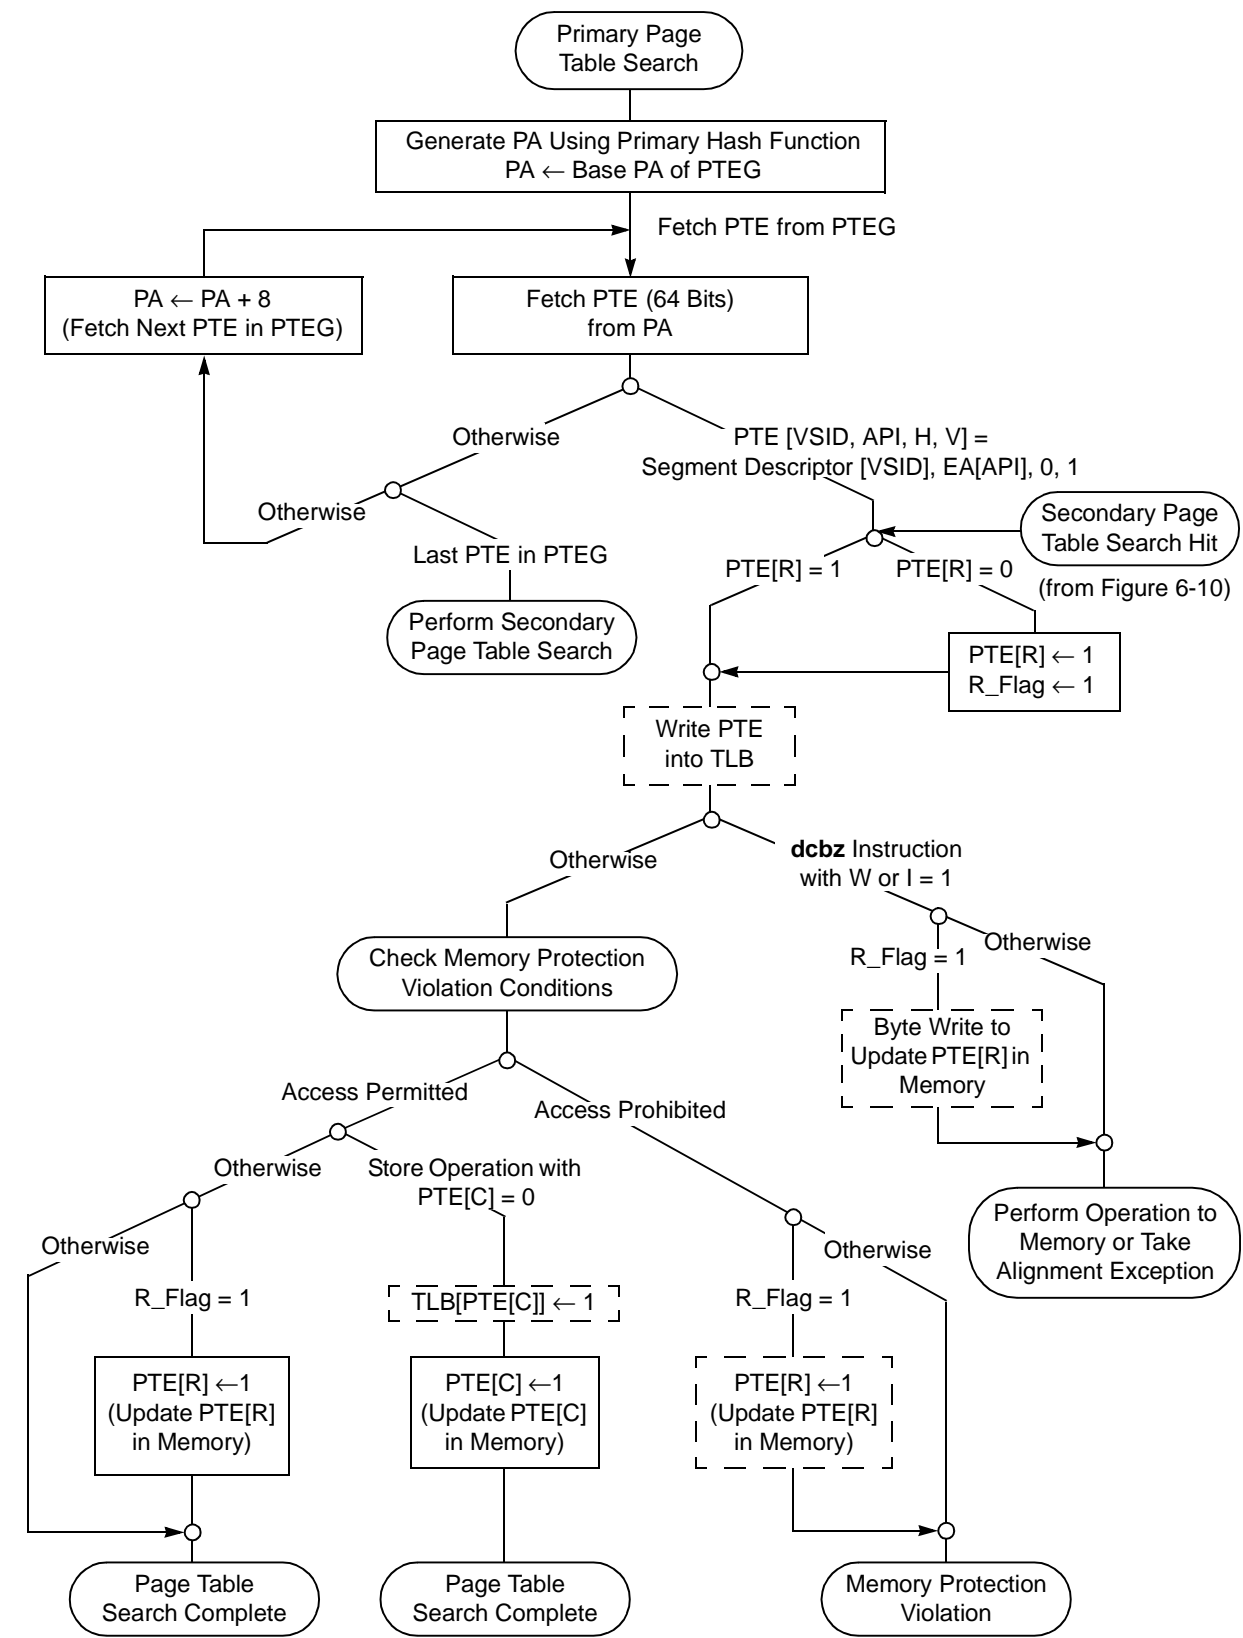 Primary Page
Table Search
Generate PA Using Primary Hash Function
PA ← Base PA of PTEG
Fetch PTE from PTEG
PA ← PA + 8
(Fetch Next PTE in PTEG)
Fetch PTE (64 Bits)
from PA
Otherwise
PTE [VSID, API, H, V] =
Segment Descriptor [VSID], EA[API], 0, 1
Otherwise
Last PTE in PTEG
Perform Secondary
Page Table Search
Secondary Page
Table Search Hit
(from Figure 6-10)
PTE[R] = 1
PTE[R] = 0
PTE[R] ← 1
R_Flag ← 1
Write PTE
into TLB
Otherwise
dcbz Instruction
with W or I = 1
R_Flag = 1
Otherwise
Byte Write to
Update PTE[R] in
Memory
Perform Operation to
Memory or Take
Alignment Exception
Check Memory Protection
Violation Conditions
Access Permitted
Access Prohibited
Otherwise
Store Operation with
PTE[C] = 0
Otherwise
R_Flag = 1
TLB[PTE[C]] ← 1
R_Flag = 1
Otherwise
PTE[R] ←1
(Update PTE[R]
in Memory)
PTE[C] ←1
(Update PTE[C]
in Memory)
PTE[R] ←1
(Update PTE[R]
in Memory)
Page Table
Search Complete
Page Table
Search Complete
Memory Protection
Violation